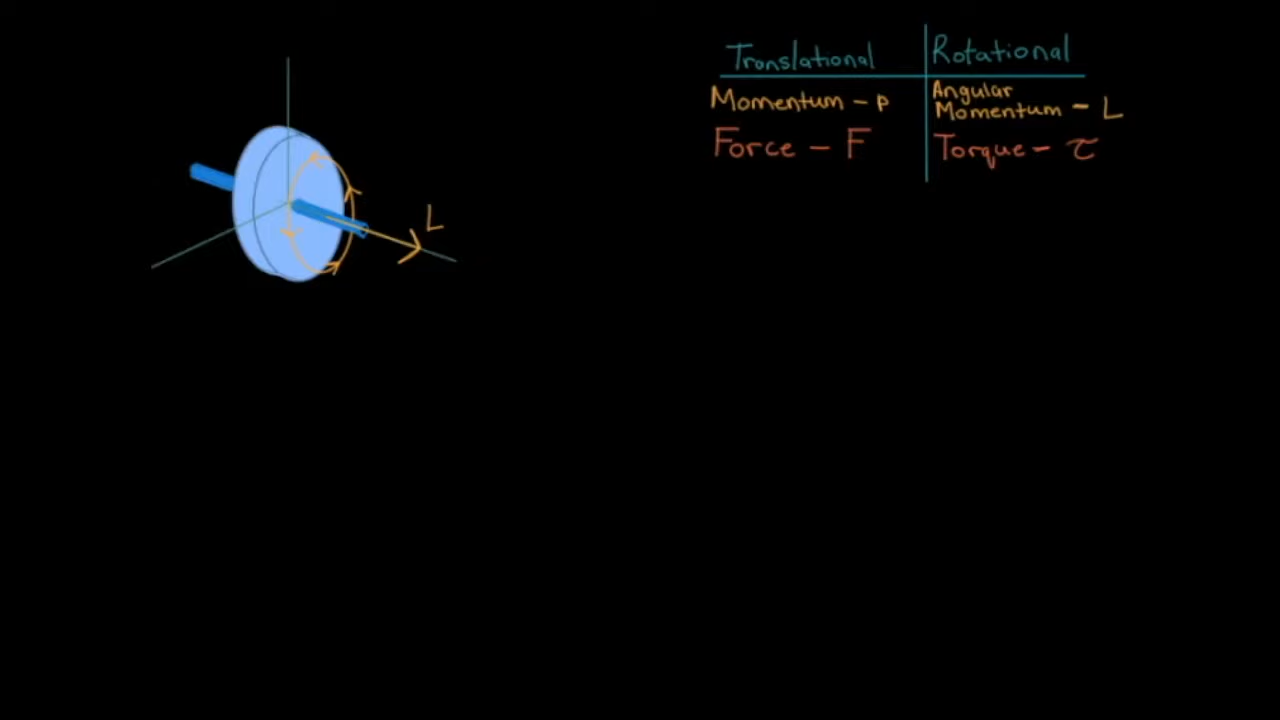 Translational
Rotational
Momentum - p
Angular
Momentum - L
Force - F
Torque - τ
L